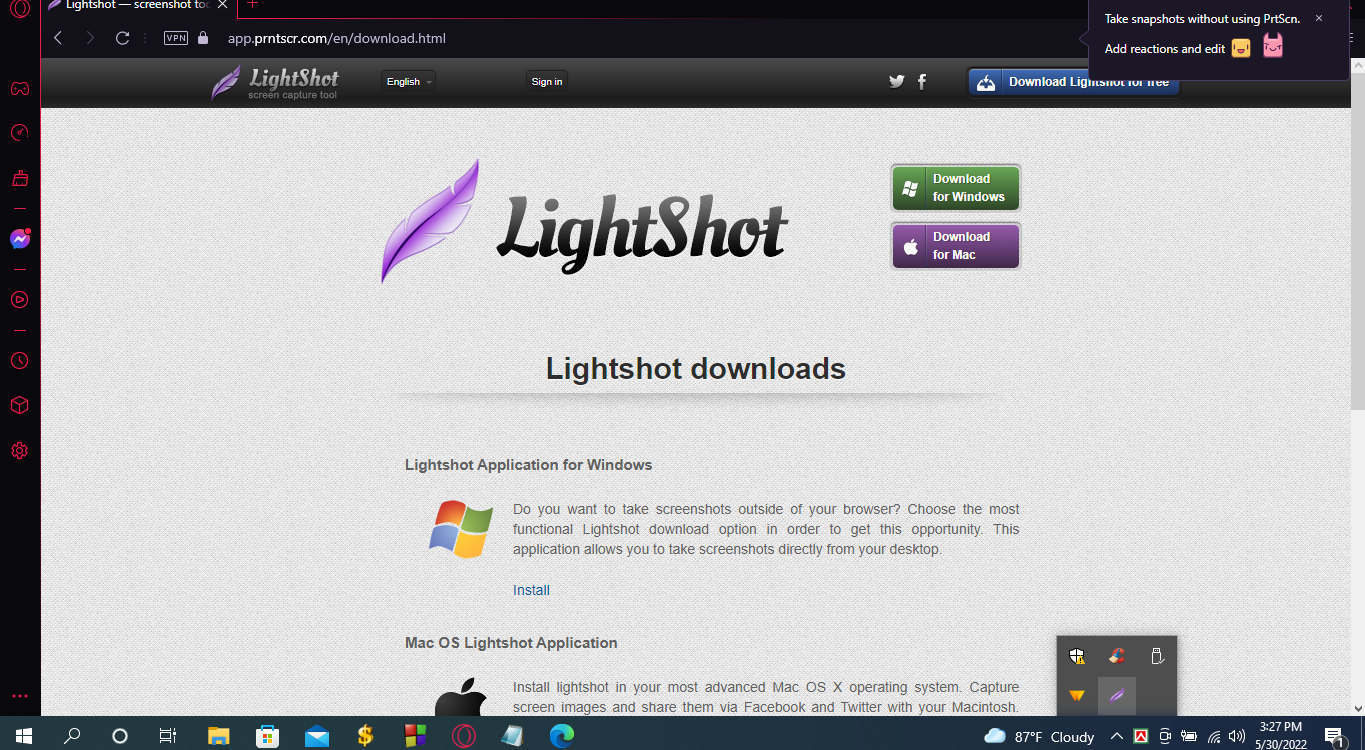 Lightshot — screenshot too
Take snapshots without using PrtScn.
Add reactions and edit
VPN
app.prntscr.com/en/download.html
LightShot
screen capture tool
English
Sign in
Download Lightshot for free
LightShot
Download
for Windows
Download
for Mac
Lightshot downloads
Lightshot Application for Windows
Do you want to take screenshots outside of your browser? Choose the most
functional Lightshot download option in order to get this opportunity. This
application allows you to take screenshots directly from your desktop.
Install
Mac OS Lightshot Application
Install lightshot in your most advanced Mac OS X operating system. Capture
screen images and share them via Facebook and Twitter with your Macintosh.
87°F Cloudy
3:27 PM
5/30/2022
1